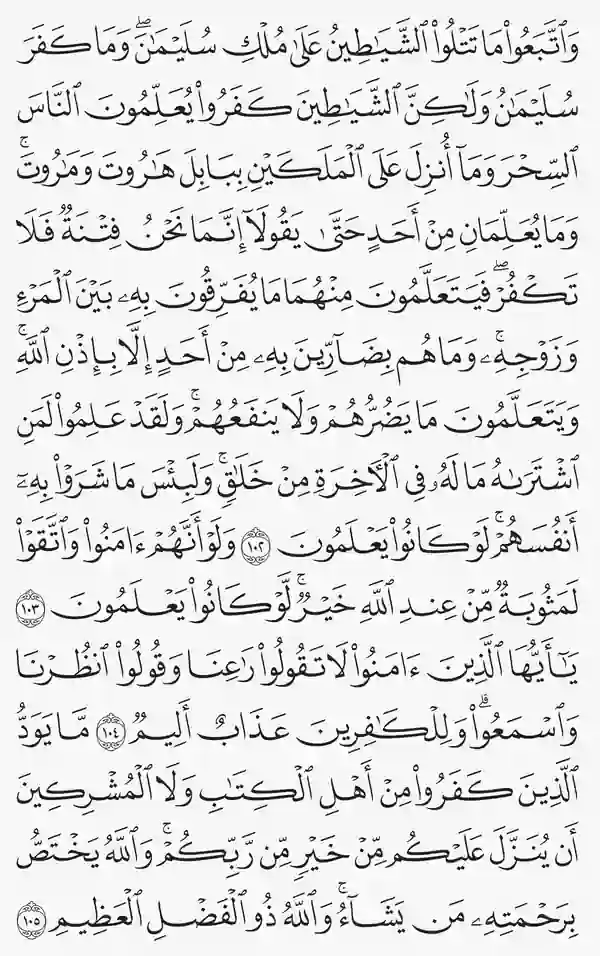 وَٱتَّبَعُوا۟ مَا تَتْلُوا۟ ٱلشَّيَـٰطِينُ عَلَىٰ مُلْكِ سُلَيْمَـٰنَ ۖ وَمَا كَفَرَ
سُلَيْمَـٰنُ وَلَـٰكِنَّ ٱلشَّيَـٰطِينَ كَفَرُوا۟ يُعَلِّمُونَ ٱلنَّاسَ
ٱلسِّحْرَ وَمَآ أُنزِلَ عَلَى ٱلْمَلَكَيْنِ بِبَابِلَ هَـٰرُوتَ وَمَـٰرُوتَ ۚ
وَمَا يُعَلِّمَانِ مِنْ أَحَدٍ حَتَّىٰ يَقُولَآ إِنَّمَا نَحْنُ فِتْنَةٌ فَلَا
تَكْفُرْ ۖ فَيَتَعَلَّمُونَ مِنْهُمَا مَا يُفَرِّقُونَ بِهِۦ بَيْنَ ٱلْمَرْءِ
وَزَوْجِهِۦ ۚ وَمَا هُم بِضَآرِّينَ بِهِۦ مِنْ أَحَدٍ إِلَّا بِإِذْنِ ٱللَّهِ ۚ
وَيَتَعَلَّمُونَ مَا يَضُرُّهُمْ وَلَا يَنفَعُهُمْ ۚ وَلَقَدْ عَلِمُوا۟ لَمَنِ
ٱشْتَرَىٰهُ مَا لَهُۥ فِى ٱلْـَٔاخِرَةِ مِنْ خَلَـٰقٍ ۚ وَلَبِئْسَ مَا شَرَوْا۟ بِهِۦٓ
أَنفُسَهُمْ ۚ لَوْ كَانُوا۟ يَعْلَمُونَ ١٠٢ وَلَوْ أَنَّهُمْ ءَامَنُوا۟ وَٱتَّقَوْا۟
لَمَثُوبَةٌ مِّنْ عِندِ ٱللَّهِ خَيْرٌ ۖ لَّوْ كَانُوا۟ يَعْلَمُونَ ١٠٣
يَـٰٓأَيُّهَا ٱلَّذِينَ ءَامَنُوا۟ لَا تَقُولُوا۟ رَٰعِنَا وَقُولُوا۟ ٱنظُرْنَا
وَٱسْمَعُوا۟ ۗ وَلِلْكَـٰفِرِينَ عَذَابٌ أَلِيمٌ ١٠٤ مَّا يَوَدُّ
ٱلَّذِينَ كَفَرُوا۟ مِنْ أَهْلِ ٱلْكِتَـٰبِ وَلَا ٱلْمُشْرِكِينَ
أَن يُنَزَّلَ عَلَيْكُم مِّنْ خَيْرٍ مِّن رَّبِّكُمْ ۚ وَٱللَّهُ يَخْتَصُّ
بِرَحْمَتِهِۦ مَن يَشَآءُ ۚ وَٱللَّهُ ذُو ٱلْفَضْلِ ٱلْعَظِيمِ ١٠٥